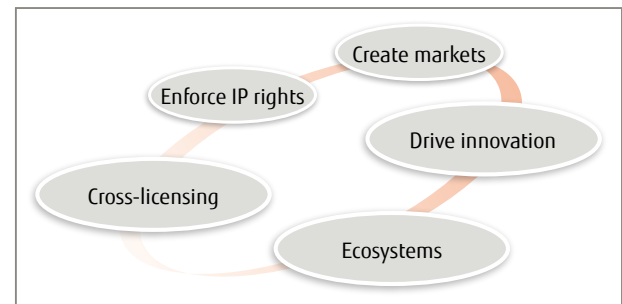 Create markets
Enforce IP rights
Drive innovation
Cross-licensing
Ecosystems